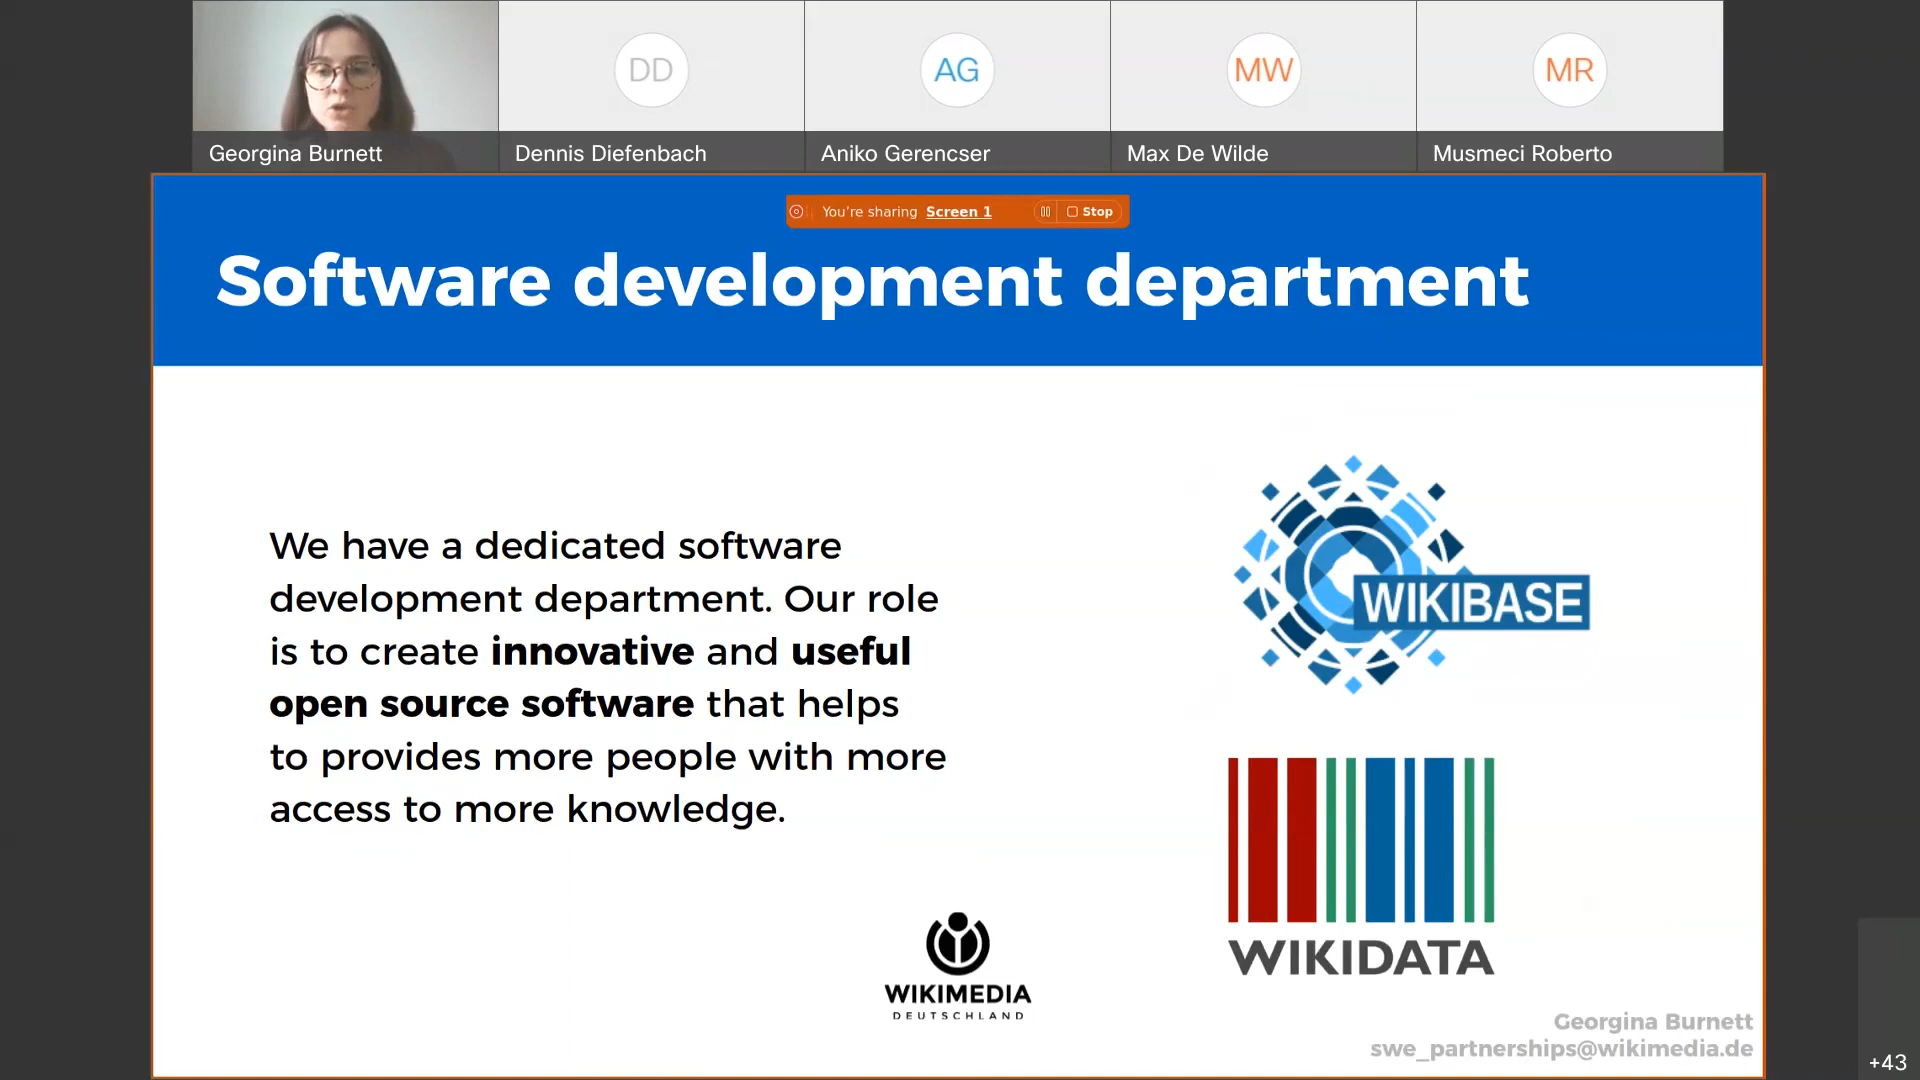 DD
AG
MW
MR
Georgina Burnett
Dennis Diefenbach
Aniko Gerencser
Max De Wilde
Musmeci Roberto
You're sharing Screen 1 Stop
Software development department
We have a dedicated software
development department. Our role
is to create innovative and useful
open source software that helps
to provides more people with more
access to more knowledge.
WIKIBASE
WIKIDATA
WIKIMEDIA
DEUTSCHLAND
Georgina Burnett
swe_partnerships@wikimedia.de
+43